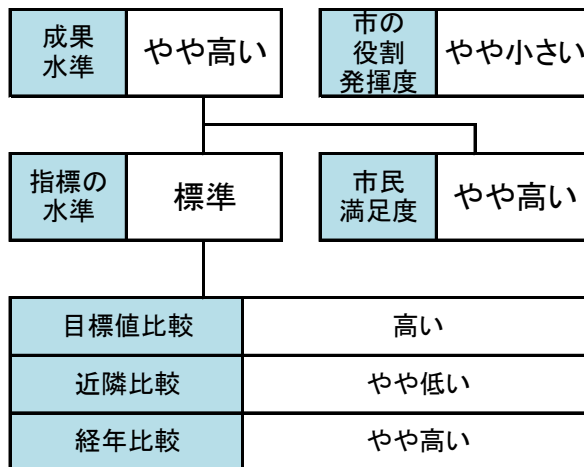 成果
水準
やや高い
市の
役割
発揮度
やや小さい
指標の
水準
標準
市民
満足度
やや高い
目標値比較
高い
近隣比較
やや低い
経年比較
やや高い